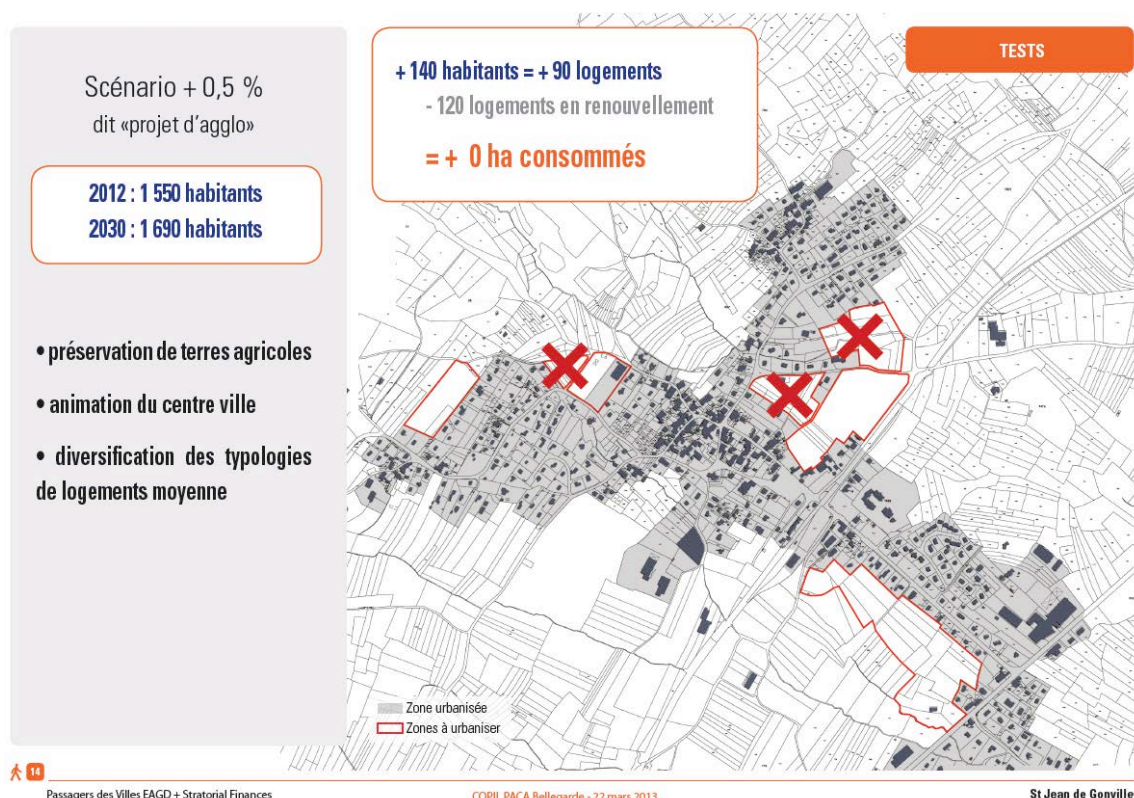 Scénario + 0,5 %
dit «projet d'agglo»
2012 : 1 550 habitants
2030 : 1 690 habitants
• préservation de terres agricoles
• animation du centre ville
• diversification des typologies
de logements moyenne
+ 140 habitants = + 90 logements
- 120 logements en renouvellement
= + 0 ha consommés
TESTS
Zone urbanisée
Zones à urbaniser
14
Passagers des Villes EAGD + Stratorial Finances
COPIL PACA Bellegarde - 22 mars 2013
St Jean de Gonville